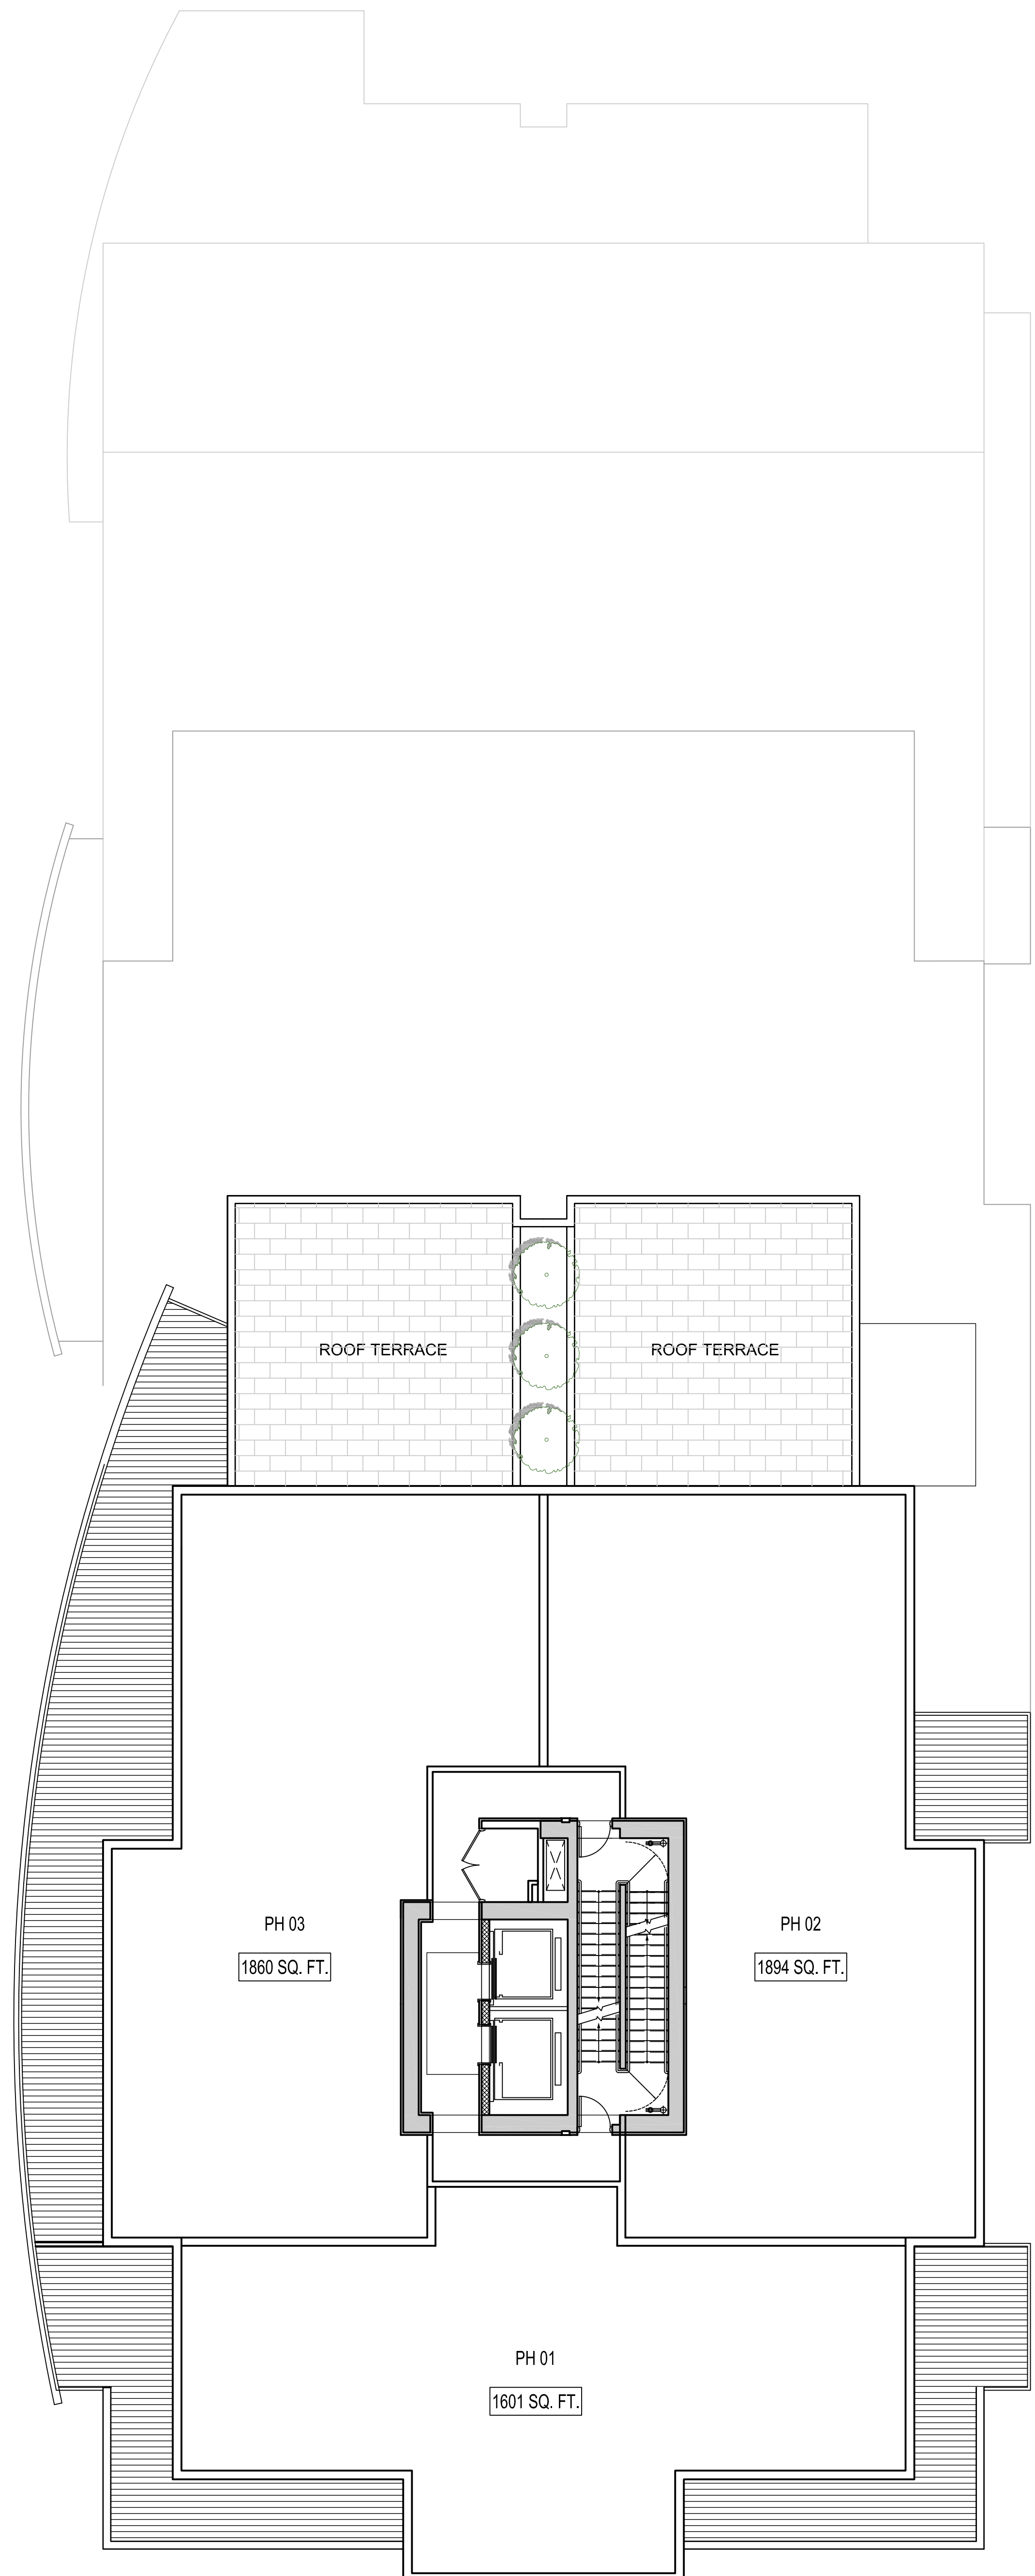 ROOF TERRACE
ROOF TERRACE
PH 03
1860 SQ. FT.
PH 02
1894 SQ. FT.
PH 01
1601 SQ. FT.